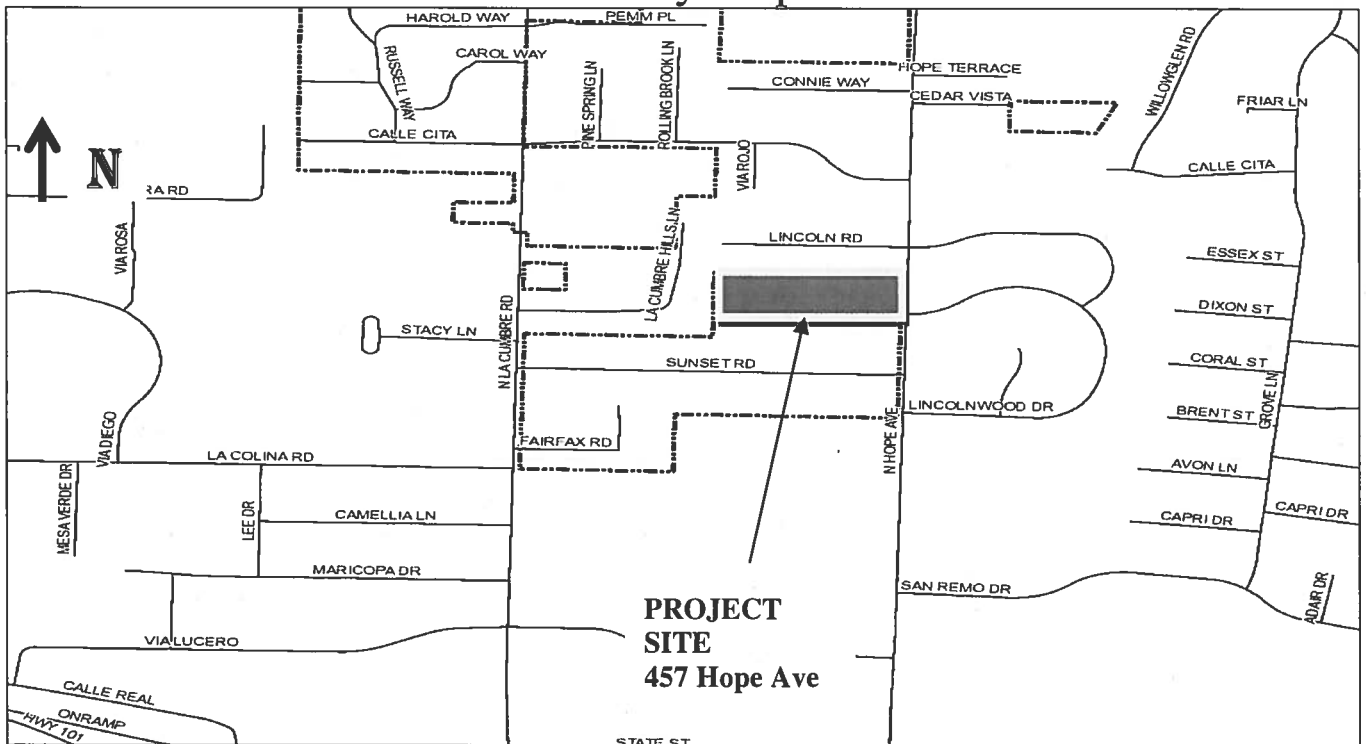 HAROLD WAY
PEMM PL
RUSSELL WAY
CAROL WAY
PINE SPRING LN
ROLLING BROOK LN
CONNIE WAY
HOPE TERRACE
CEDAR VISTA
WILLOWGLEN RD
FRIAR LN
CALLE CITA
VIA ROJO
CALLE CITA
N
RA RD
VIA ROSA
LA CUMBRE HILLS LN
LINCOLN RD
ESSEX ST
DIXON ST
N LA CUMBRE RD
STACY LN
SUNSET RD
CORAL ST
GROVE LN
LINCOLNWOOD DR
BRENT ST
VIA DIEGO
FAIRFAX RD
N HOPE AVE
LA COLINA RD
AVON LN
MESA VERDE DR
LEE DR
CAMELLIA LN
CAPRI DR
CAPRI DR
MARICOPA DR
SAN REMO DR
ADAIR DR
PROJECT
SITE
457 Hope Ave
VIA LUCERO
CALLE REAL
ONRAMP
HWY 101
STATE ST